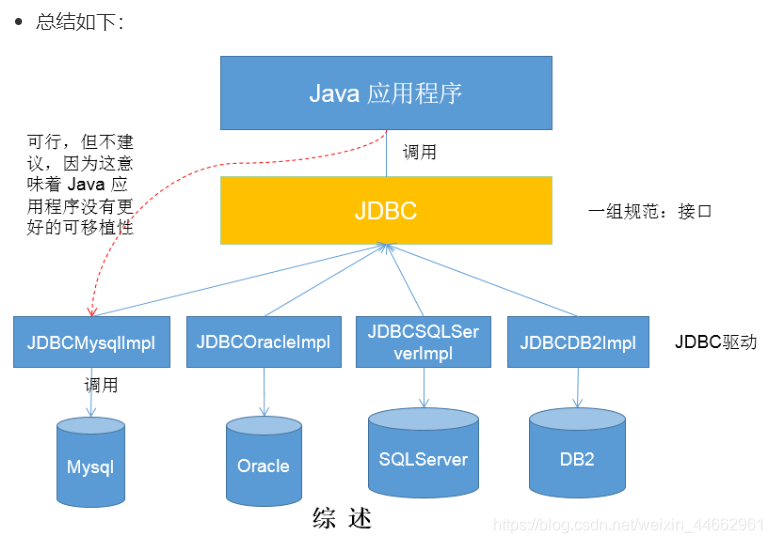 总结如下：
Java 应用程序
可行，但不建
议，因为这意
味着 Java 应
用程序没有更
好的可移植性
调用
JDBC
一组规范：接口
JDBCMysqlImpl
JDBCOracleImpl
JDBCSQLSer
verImpl
JDBCDB2Impl
JDBC驱动
调用
Mysql
Oracle
SQLServer
DB2
综 述
https://blog.csdn.net/weixin_44662961